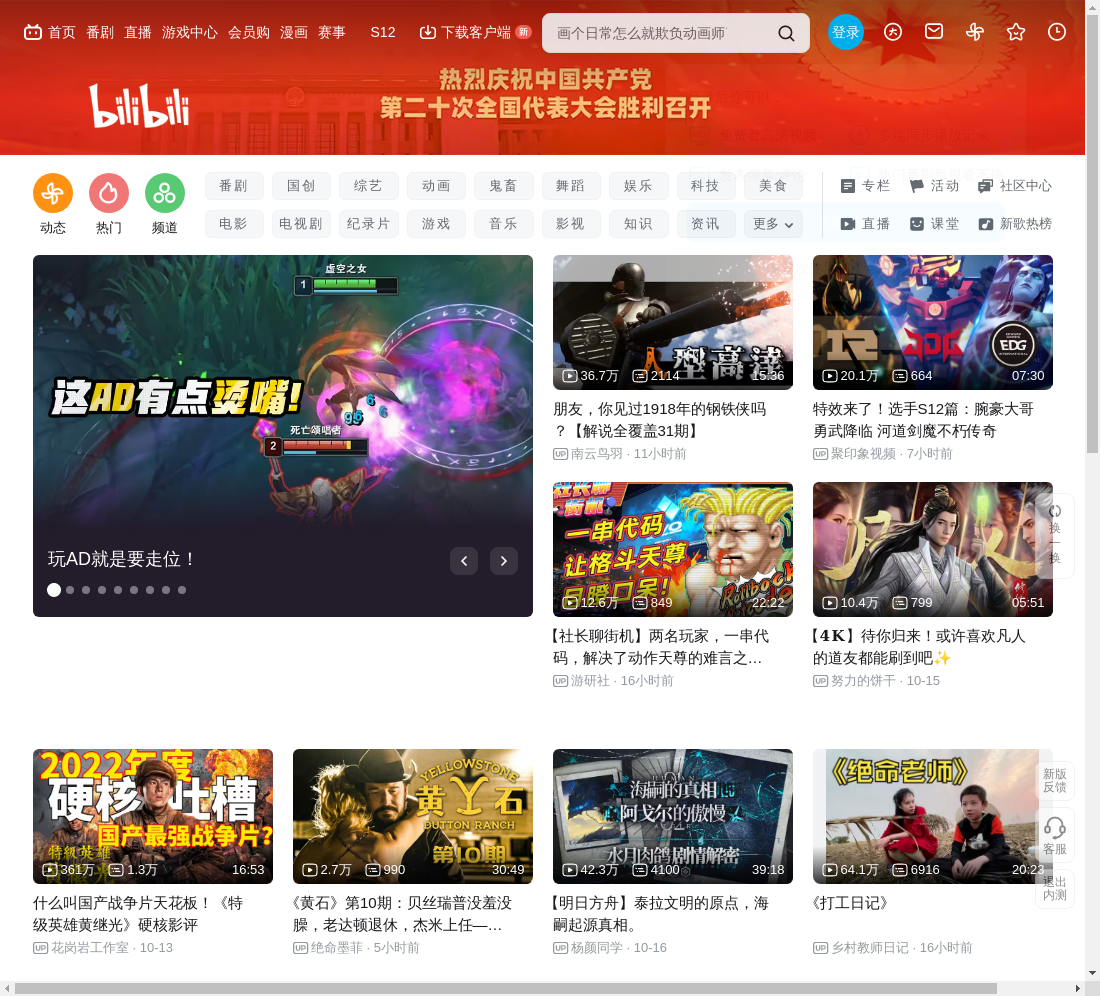 首页 番剧 直播 游戏中心 会员购 漫画 赛事 S12 下载客户端 新 画个日常怎么就欺负动画师 登录
热烈庆祝中国共产党
第二十次全国代表大会胜利召开
bilibili
番剧 国创 综艺 动画 鬼畜 舞蹈 娱乐 科技 美食 专栏 活动 社区中心
动态 热门 频道
电影 电视剧 纪录片 游戏 音乐 影视 知识 资讯 更多 直播 课堂 新歌热榜
虚空之女
1
这AD有点烫嘴!
死亡颂唱者
2
玩AD就是要走位！
36.7万 2114 15:36
朋友，你见过1918年的钢铁侠吗
？【解说全覆盖31期】
UP 南云鸟羽 · 11小时前
EDG
20.1万 664 07:30
特效来了！选手S12篇：腕豪大哥
勇武降临 河道剑魔不朽传奇
UP 聚印象视频 · 7小时前
社长聊
街机
一串代码
让格斗天尊
目瞪口呆!
12.6万 849 22:22
【社长聊街机】两名玩家，一串代
码，解决了动作天尊的难言之…
UP 游研社 · 16小时前
10.4万 799 05:51
【𝟰𝗞】待你归来！或许喜欢凡人
的道友都能刷到吧✨
UP 努力的饼干 · 10-15
换
一
换
2022年度
硬核吐槽
国产最强战争片?
特级英雄
361万 1.3万 16:53
什么叫国产战争片天花板！《特
级英雄黄继光》硬核影评
UP 花岗岩工作室 · 10-13
YELLOWSTONE
黄石
DUTTON RANCH
第10期
2.7万 990 30:49
《黄石》第10期：贝丝瑞普没羞没
臊，老达顿退休，杰米上任—…
UP 绝命墨菲 · 5小时前
海嗣的真相
阿戈尔的傲慢
水月肉鸽剧情解密
42.3万 4100 39:18
【明日方舟】泰拉文明的原点，海
嗣起源真相。
UP 杨颜同学 · 10-16
《绝命老师》
64.1万 6916 20:23
《打工日记》
UP 乡村教师日记 · 16小时前
新版
反馈
客服
退出
内测